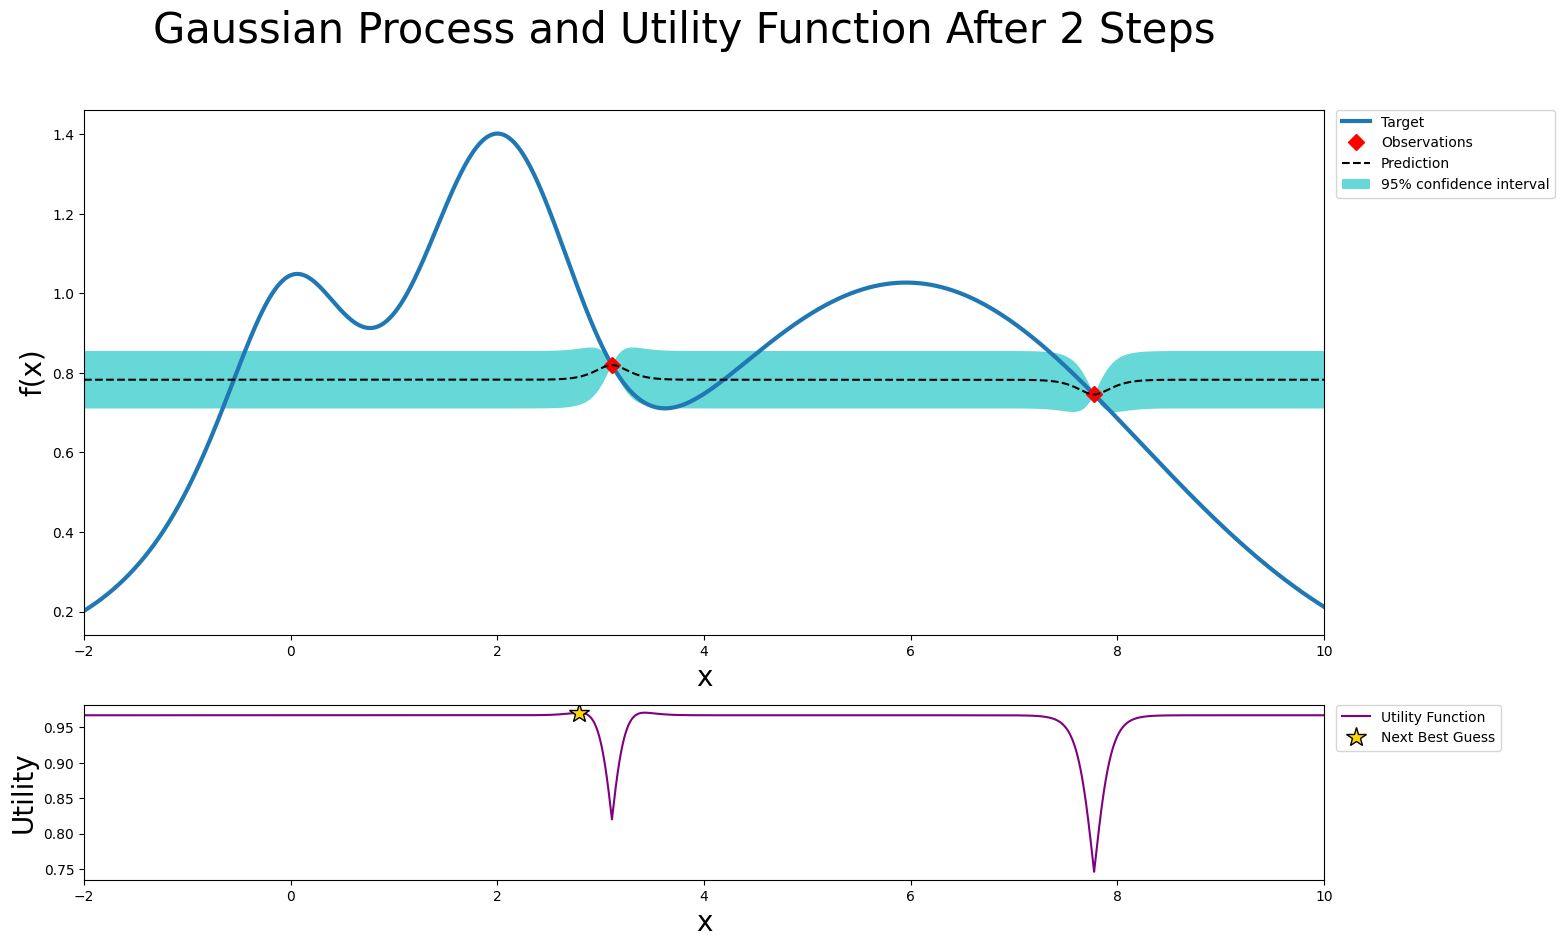 Gaussian Process and Utility Function After 2 Steps
Target
Observations
Prediction
95% confidence interval
f(x)
1.4
1.2
1.0
0.8
0.6
0.4
0.2
−2
0
2
4
6
8
10
x
Utility Function
Next Best Guess
Utility
0.95
0.90
0.85
0.80
0.75
−2
0
2
4
6
8
10
x